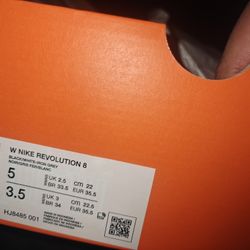 W NIKE REVOLUTION 8
BLACK/WHITE-IRON GREY
NOIR/GRIS FER/BLANC
5 UK 2.5 cm 22
BR 33.5 EUR 35.5
3.5 UK 3 cm 22.5
BR 34 EUR 35.5
HJ8485 001